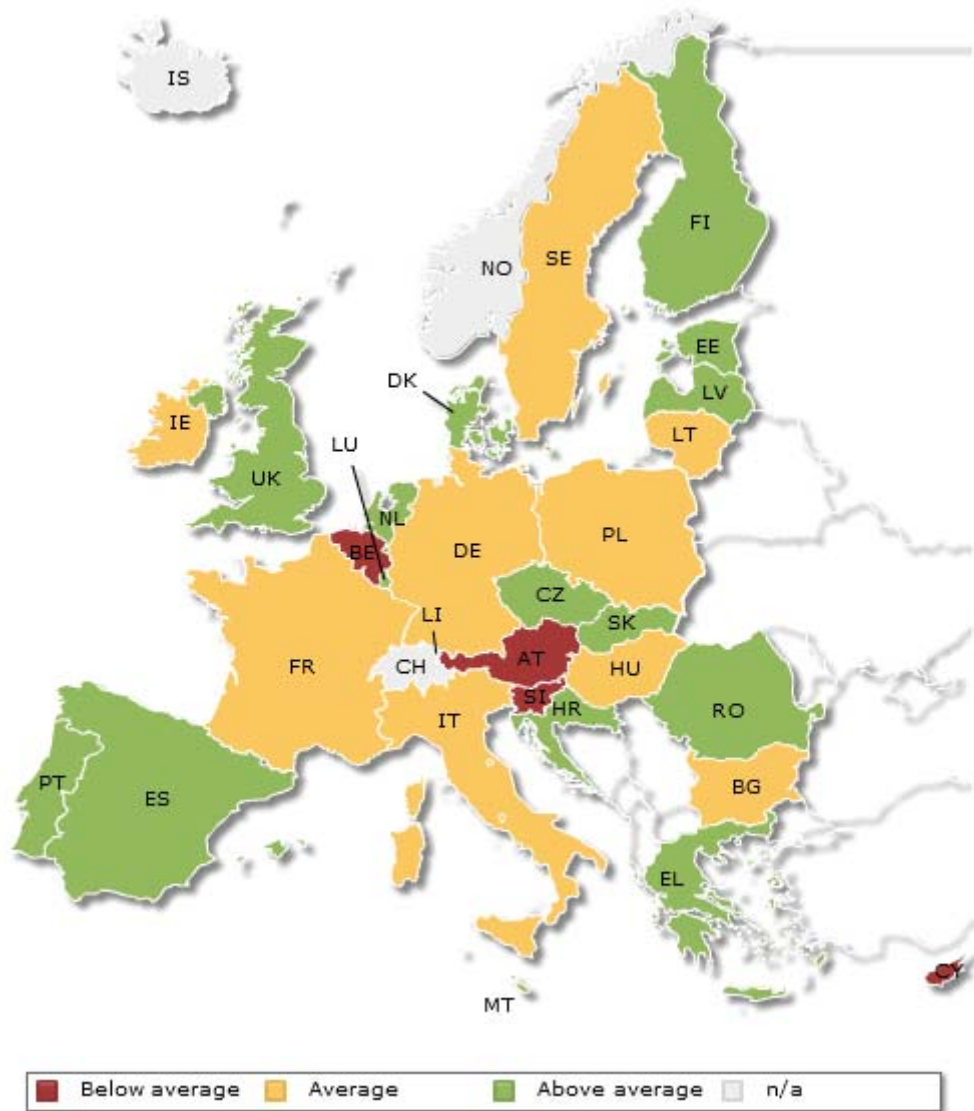 IS
FI
SE
NO
EE
DK
LV
IE
LT
LU
UK
NL
PL
BE
DE
CZ
LI
SK
AT
FR
CH
HU
SI
HR
RO
IT
PT
BG
ES
EL
CY
MT
Below average Average Above average n/a